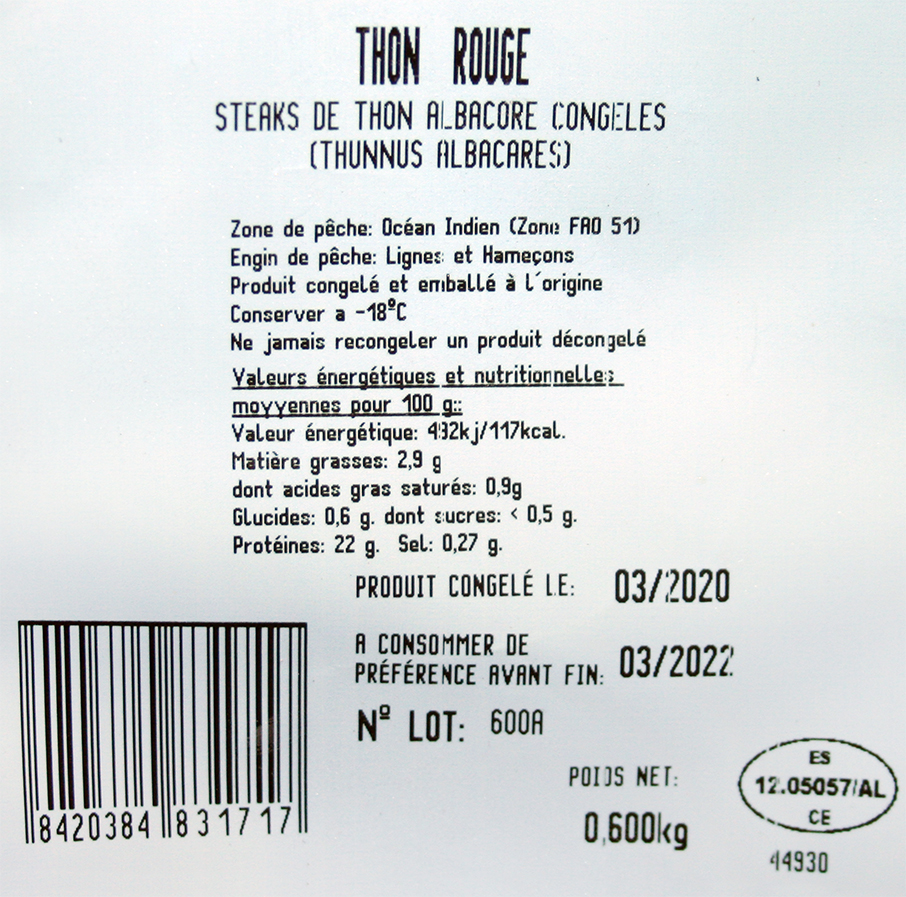 THON ROUGE
STEAKS DE THON ALBACORE CONGELES
(THUNNUS ALBACARES)
Zone de pêche: Océan Indien (Zone FAO 51)
Engin de pêche: Lignes et Hameçons
Produit congelé et emballé à l´origine
Conserver a -18ºC
Ne jamais recongeler un produit décongelé
Valeurs énergétiques et nutritionnelles
moyyennes pour 100 g::
Valeur énergétique: 492kj/117kcal.
Matière grasses: 2,9 g
dont acides gras saturés: 0,9g
Glucides: 0,6 g. dont sucres: < 0,5 g.
Protéines: 22 g. Sel: 0,27 g.
PRODUIT CONGELÉ LE: 03/2020
A CONSOMMER DE
PRÉFÉRENCE AVANT FIN: 03/2022
Nº LOT: 600A
POIDS NET:
0,600kg
ES
12.05057/AL
CE
44930
8420384 831717